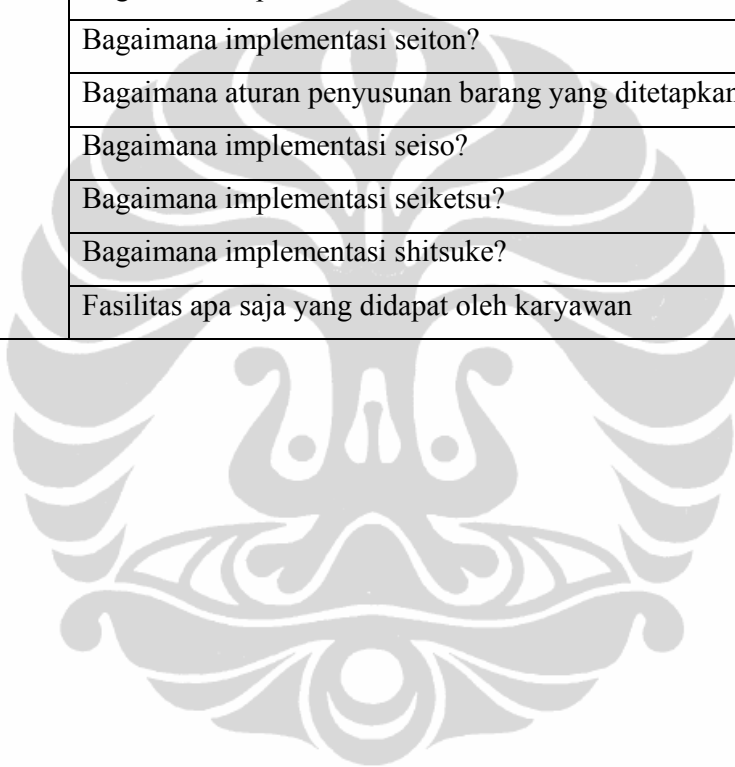 Bagaimana implementasi seiton?
Bagaimana aturan penyusunan barang yang ditetapkan
Bagaimana implementasi seiso?
Bagaimana implementasi seiketsu?
Bagaimana implementasi shitsuke?
Fasilitas apa saja yang didapat oleh karyawan